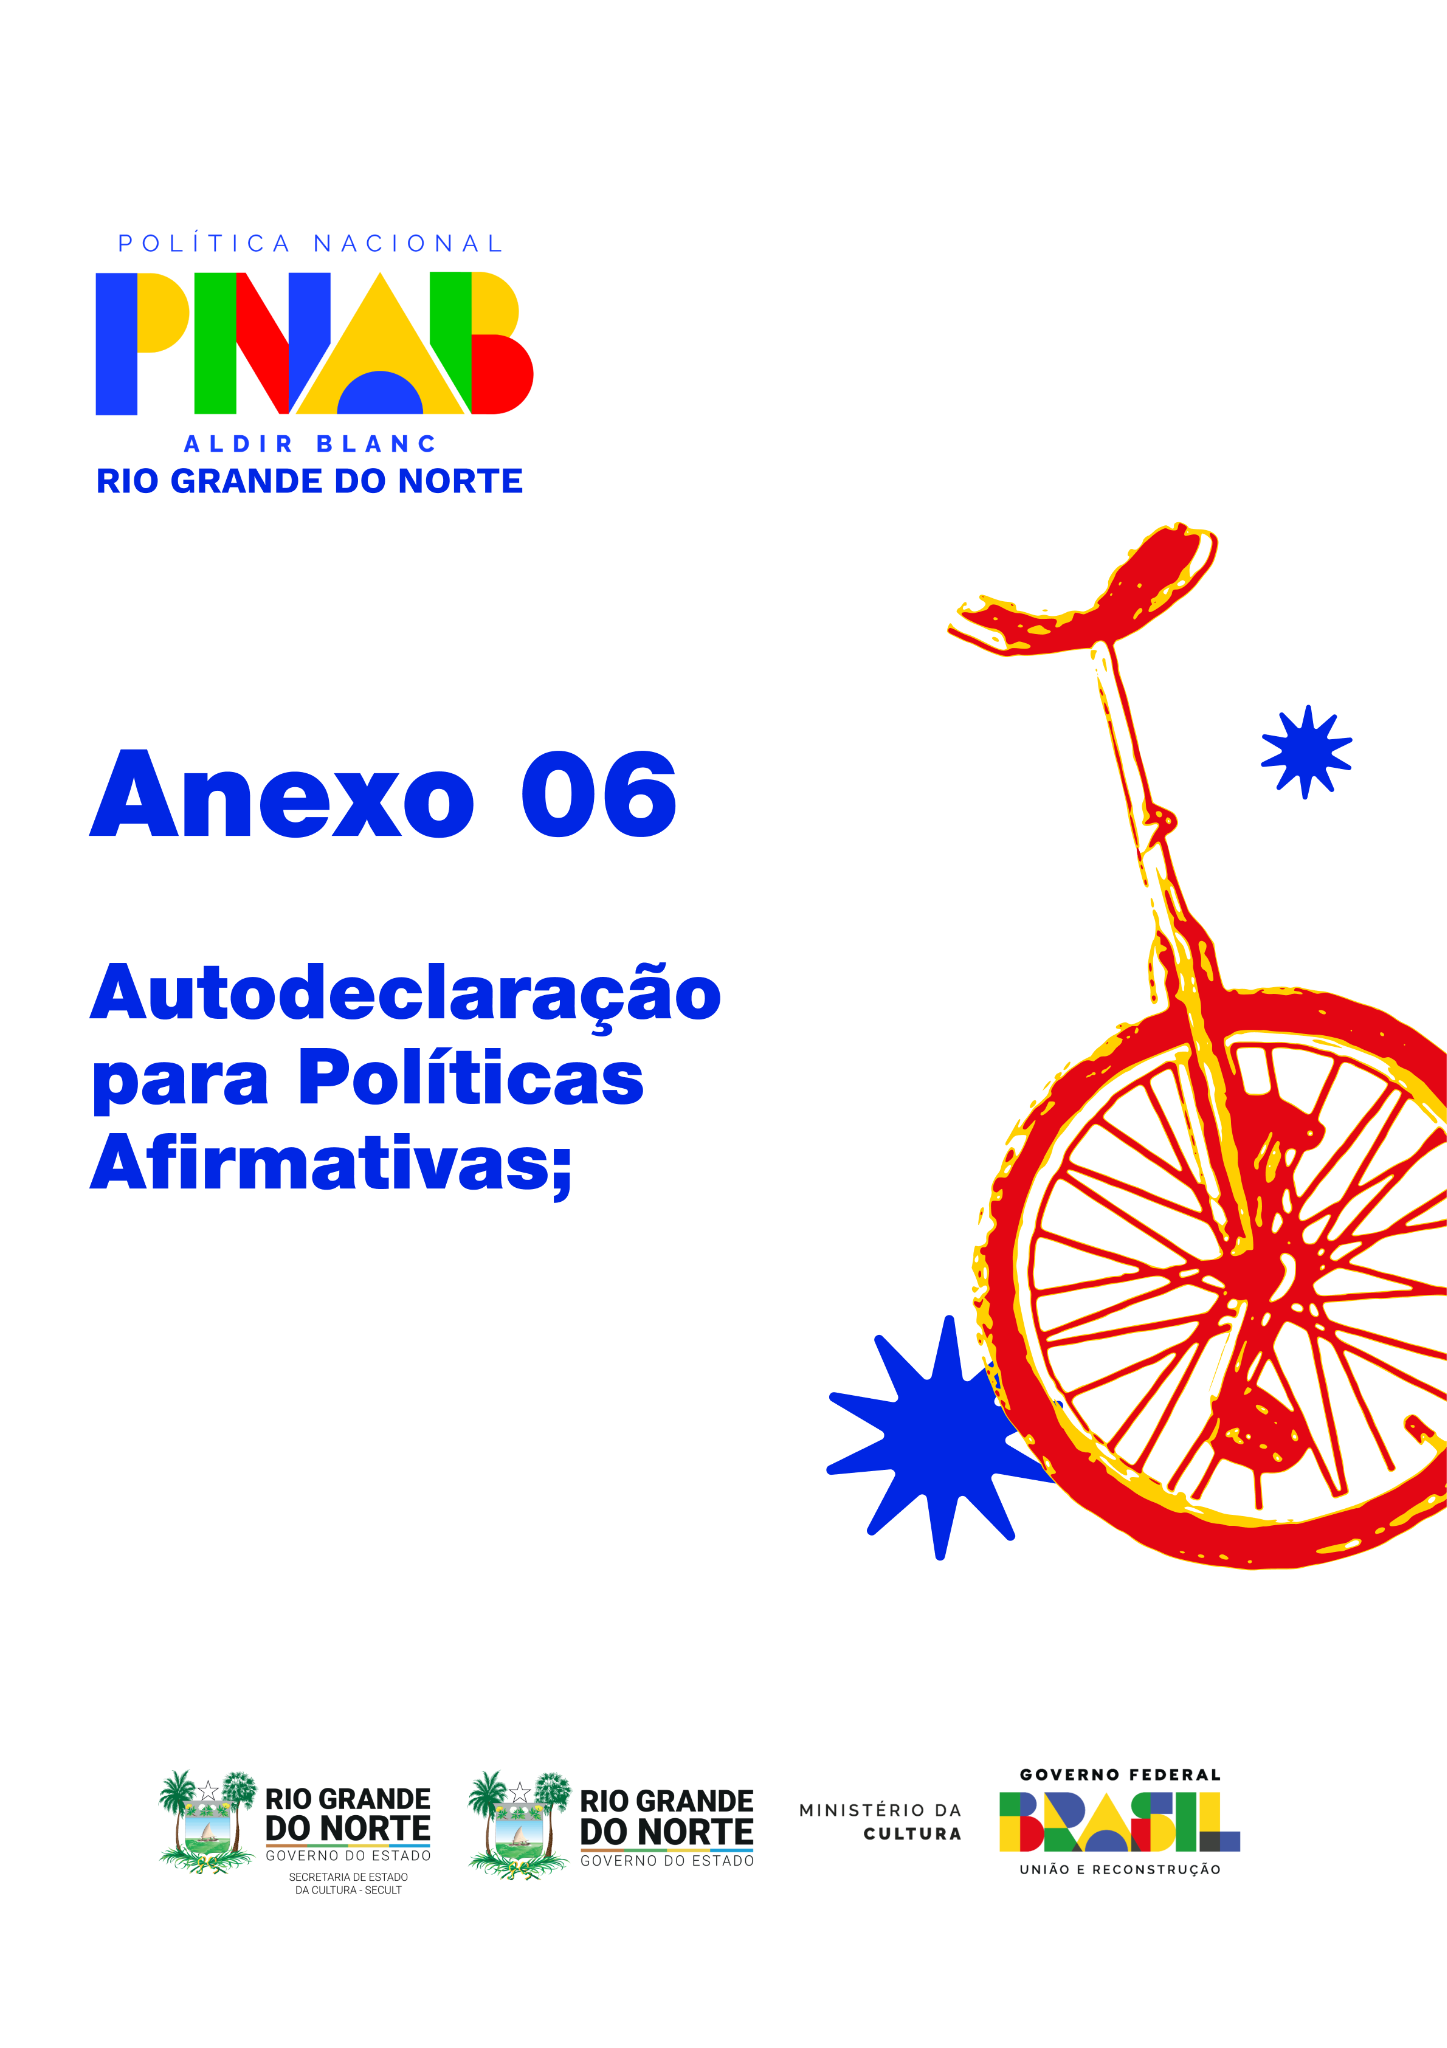 POLÍTICA NACIONAL
PNAB
ALDIR BLANC
RIO GRANDE DO NORTE
Anexo 06
Autodeclaração
para Políticas
Afirmativas;
RIO GRANDE
DO NORTE
GOVERNO DO ESTADO
SECRETARIA DE ESTADO
DA CULTURA - SECULT
RIO GRANDE
DO NORTE
GOVERNO DO ESTADO
MINISTÉRIO DA
CULTURA
GOVERNO FEDERAL
BRASIL
UNIÃO E RECONSTRUÇÃO